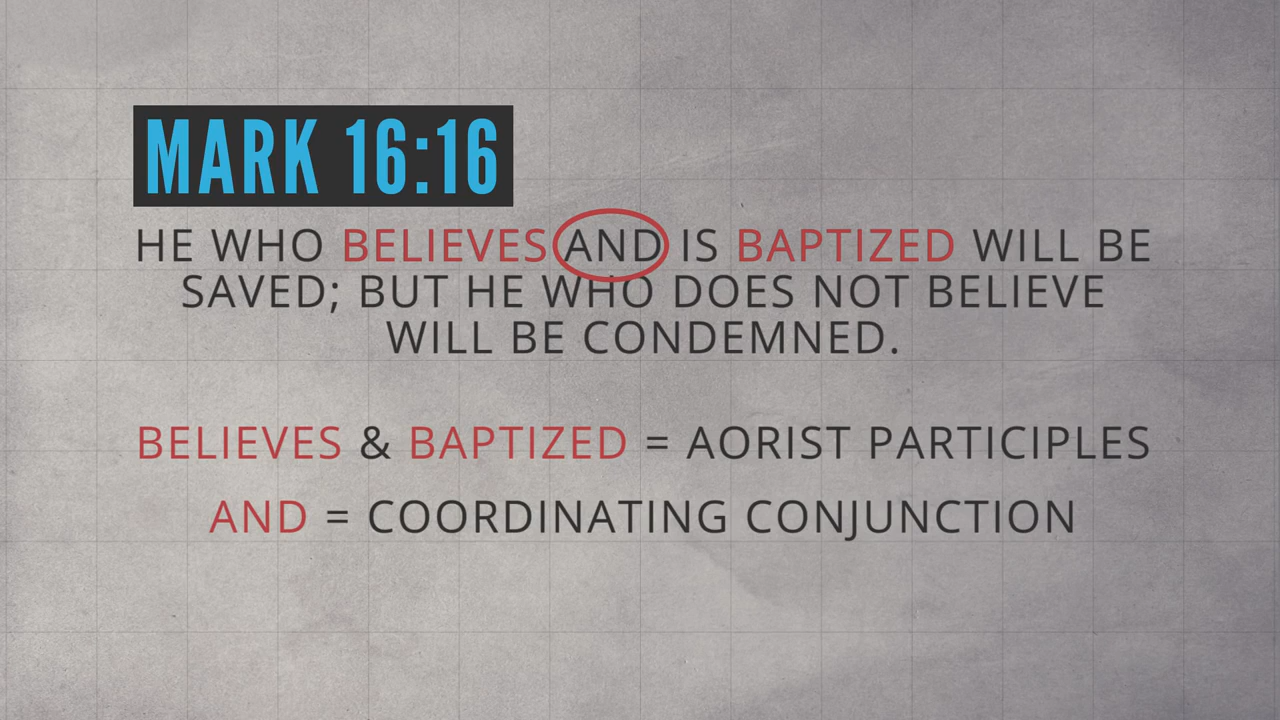 MARK 16:16
HE WHO BELIEVES AND IS BAPTIZED WILL BE
SAVED; BUT HE WHO DOES NOT BELIEVE
WILL BE CONDEMNED.
BELIEVES & BAPTIZED = AORIST PARTICIPLES
AND = COORDINATING CONJUNCTION